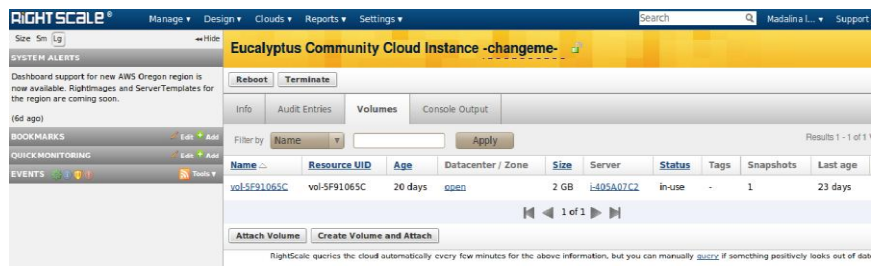 RIGHTSCALE®
Manage ▾ Design ▾ Clouds ▾ Reports ▾ Settings ▾
Search
Madalina I... ▾ Support
Size Sm Lg
Hide
SYSTEM ALERTS
Dashboard support for new AWS Oregon region is
now available. RightImages and ServerTemplates for
the region are coming soon.
(6d ago)
BOOKMARKS Edit Add
QUICKMONITORING Edit Add
EVENTS Tools ▾
Eucalyptus Community Cloud Instance -changeme-
Reboot Terminate
Info Audit Entries Volumes Console Output
Filter by Name Apply
Results 1 - 1 of 1
Name Resource UID Age Datacenter / Zone Size Server Status Tags Snapshots Last age
vol-5F91065C vol-5F91065C 20 days open 2 GB i-405A07C2 in-use - 1 23 days
1 of 1
Attach Volume Create Volume and Attach
RightScale queries the cloud automatically every few minutes for the above information, but you can manually query if something positively looks out of date